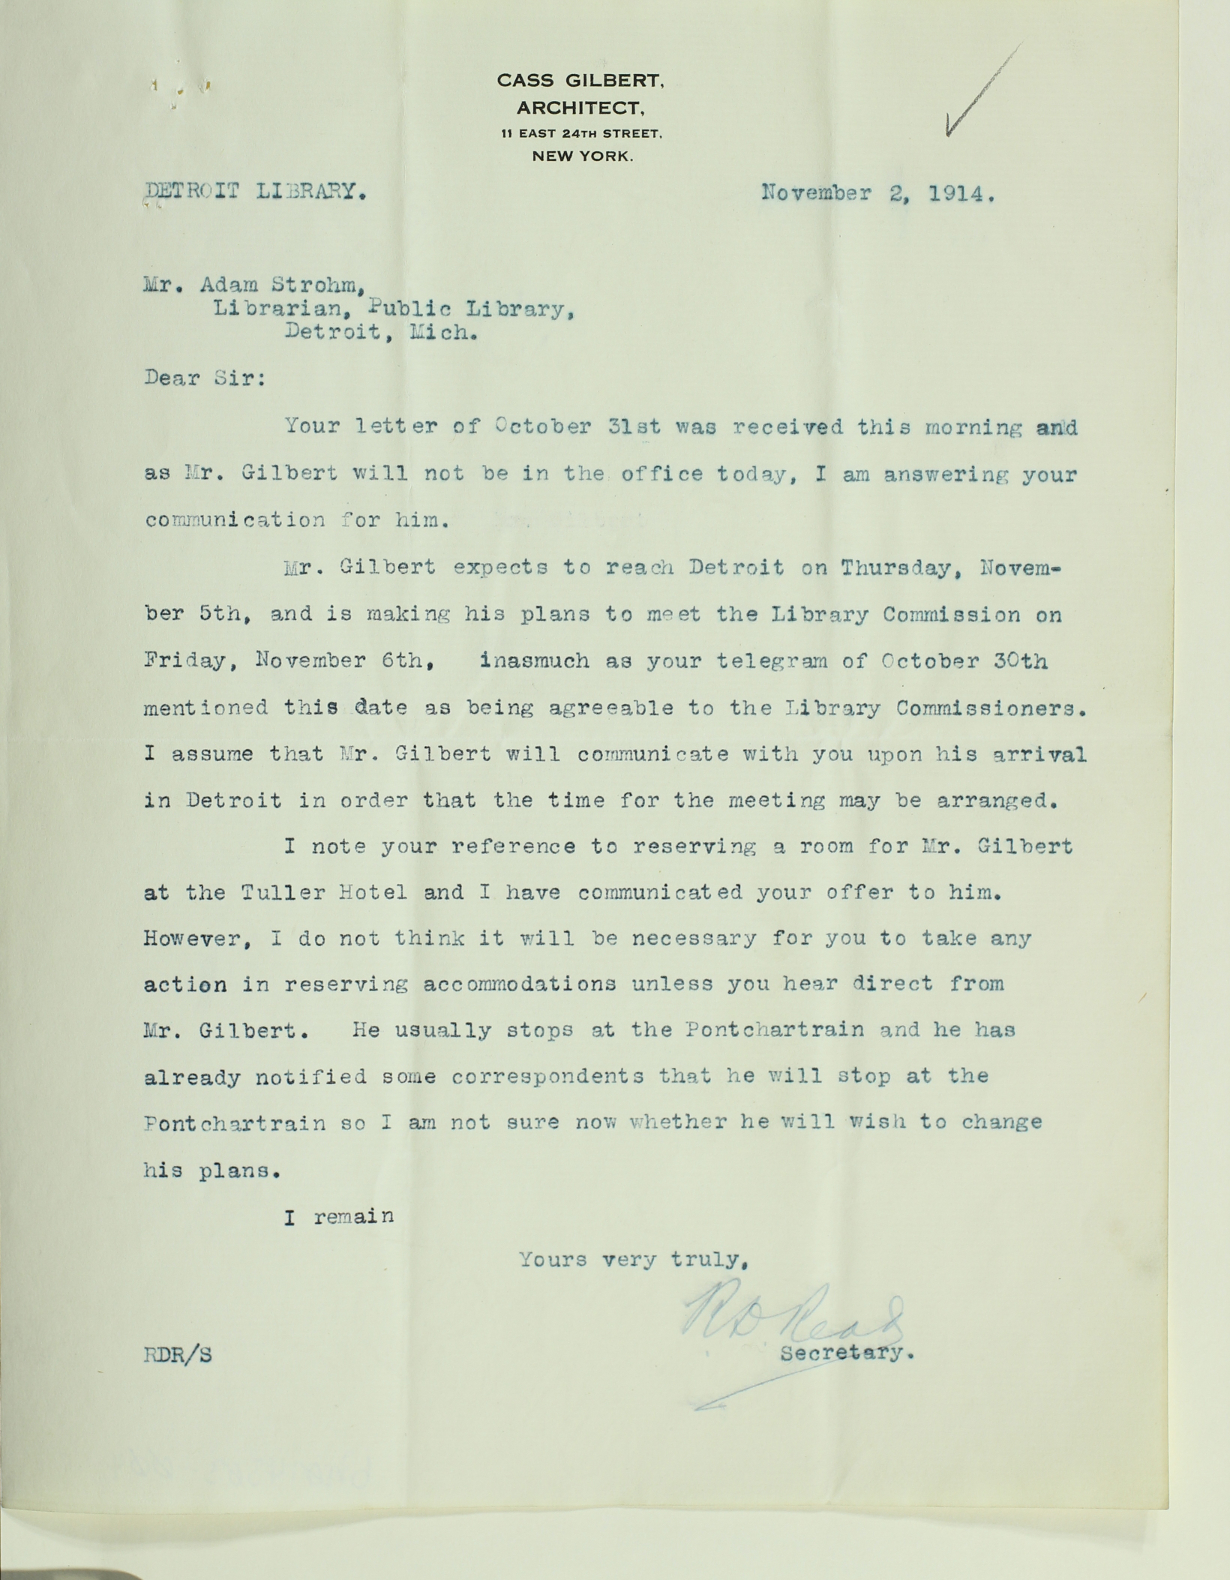 CASS GILBERT,
ARCHITECT,
11 EAST 24TH STREET,
NEW YORK.
DETROIT LIBRARY. November 2, 1914.
Mr. Adam Strohm,
Librarian, Public Library,
Detroit, Mich.
Dear Sir:
Your letter of October 31st was received this morning and
as Mr. Gilbert will not be in the office today, I am answering your
communication for him.
Mr. Gilbert expects to reach Detroit on Thursday, Novem-
ber 5th, and is making his plans to meet the Library Commission on
Friday, November 6th, inasmuch as your telegram of October 30th
mentioned this date as being agreeable to the Library Commissioners.
I assume that Mr. Gilbert will communicate with you upon his arrival
in Detroit in order that the time for the meeting may be arranged.
I note your reference to reserving a room for Mr. Gilbert
at the Tuller Hotel and I have communicated your offer to him.
However, I do not think it will be necessary for you to take any
action in reserving accommodations unless you hear direct from
Mr. Gilbert. He usually stops at the Pontchartrain and he has
already notified some correspondents that he will stop at the
Pontchartrain so I am not sure now whether he will wish to change
his plans.
I remain
Yours very truly,
R D Read
RDR/S Secretary.